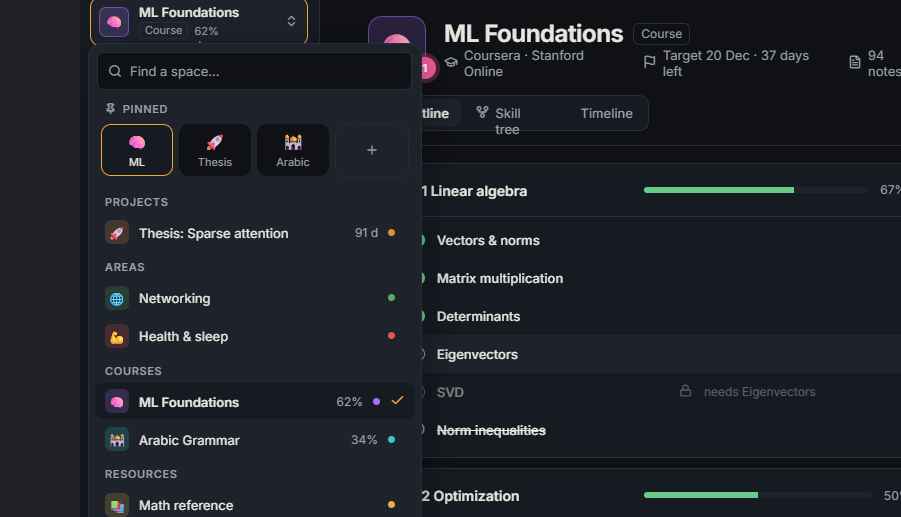 ML Foundations
Course 62%
Find a space...
PINNED
ML
Thesis
Arabic
+
PROJECTS
Thesis: Sparse attention 91 d
AREAS
Networking
Health & sleep
COURSES
ML Foundations 62%
Arabic Grammar 34%
RESOURCES
Math reference
ML Foundations Course
Coursera · Stanford Online
Target 20 Dec · 37 days left
94 notes
1
tline
Skill tree
Timeline
1 Linear algebra 67%
Vectors & norms
Matrix multiplication
Determinants
Eigenvectors
SVD needs Eigenvectors
Norm inequalities
2 Optimization 50%